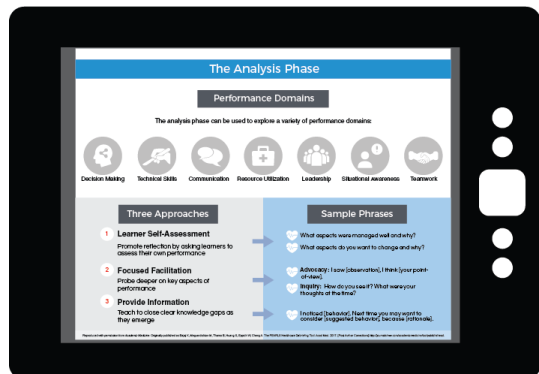 The Analysis Phase
Performance Domains
The analysis phase can be used to explore a variety of performance domains:
Decision Making Technical Skills Communication Resource Utilization Leadership Situational Awareness Teamwork
Three Approaches
1 Learner Self-Assessment
Promote reflection by asking learners to
assess their own performance
2 Focused Facilitation
Probe deeper on key aspects of
performance
3 Provide Information
Teach to close clear knowledge gaps as
they emerge
Sample Phrases
What aspects were managed well and why?
What aspects do you want to change and why?
Advocacy: I saw [observation], I think [your point-
of-view].
Inquiry: How do you see it? What were your
thoughts at the time?
I noticed [behavior]. Next time you may want to
consider [suggested behavior], because [rationale].